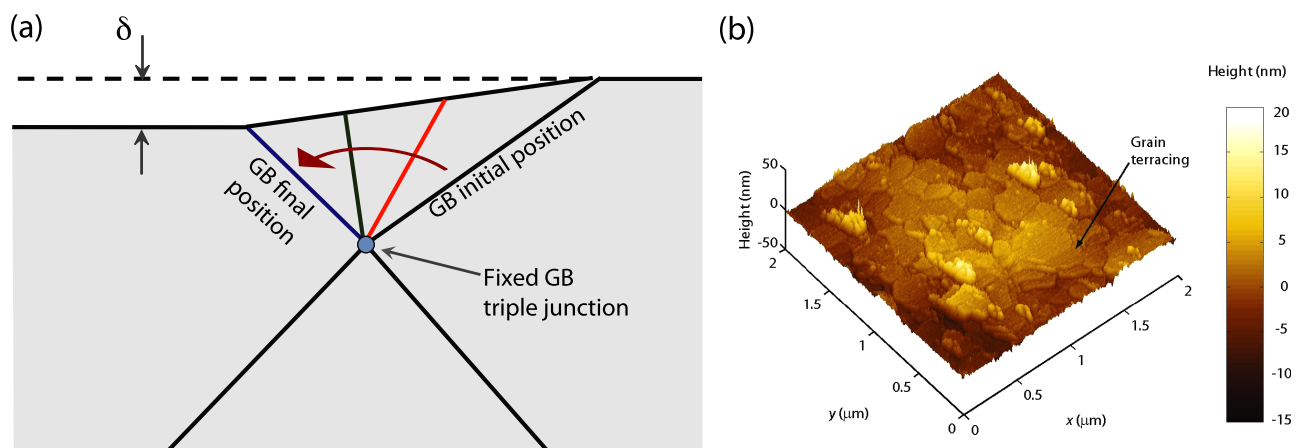 (a)
δ
GB initial position
GB final
position
Fixed GB
triple junction
(b)
Height (nm)
20
15
10
5
0
-5
-10
-15
Grain
terracing
Height (nm)
50
0
-50
2
1.5
1
0.5
0
y (μm)
0
0.5
1
1.5
2
x (μm)